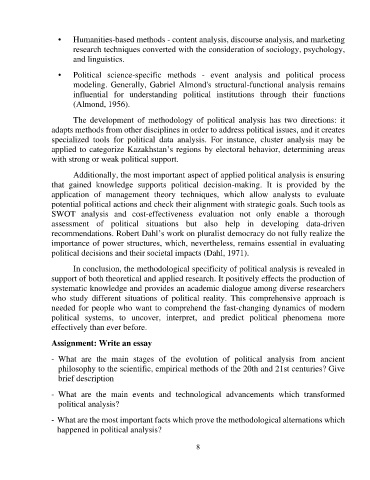 • Humanities-based methods - content analysis, discourse analysis, and marketing
research techniques converted with the consideration of sociology, psychology,
and linguistics.
• Political science-specific methods - event analysis and political process
modeling. Generally, Gabriel Almond's structural-functional analysis remains
influential for understanding political institutions through their functions
(Almond, 1956).
The development of methodology of political analysis has two directions: it
adapts methods from other disciplines in order to address political issues, and it creates
specialized tools for political data analysis. For instance, cluster analysis may be
applied to categorize Kazakhstan’s regions by electoral behavior, determining areas
with strong or weak political support.
Additionally, the most important aspect of applied political analysis is ensuring
that gained knowledge supports political decision-making. It is provided by the
application of management theory techniques, which allow analysts to evaluate
potential political actions and check their alignment with strategic goals. Such tools as
SWOT analysis and cost-effectiveness evaluation not only enable a thorough
assessment of political situations but also help in developing data-driven
recommendations. Robert Dahl’s work on pluralist democracy do not fully realize the
importance of power structures, which, nevertheless, remains essential in evaluating
political decisions and their societal impacts (Dahl, 1971).
In conclusion, the methodological specificity of political analysis is revealed in
support of both theoretical and applied research. It positively effects the production of
systematic knowledge and provides an academic dialogue among diverse researchers
who study different situations of political reality. This comprehensive approach is
needed for people who want to comprehend the fast-changing dynamics of modern
political systems, to uncover, interpret, and predict political phenomena more
effectively than ever before.
Assignment: Write an essay
- What are the main stages of the evolution of political analysis from ancient
philosophy to the scientific, empirical methods of the 20th and 21st centuries? Give
brief description
- What are the main events and technological advancements which transformed
political analysis?
- What are the most important facts which prove the methodological alternations which
happened in political analysis?
8